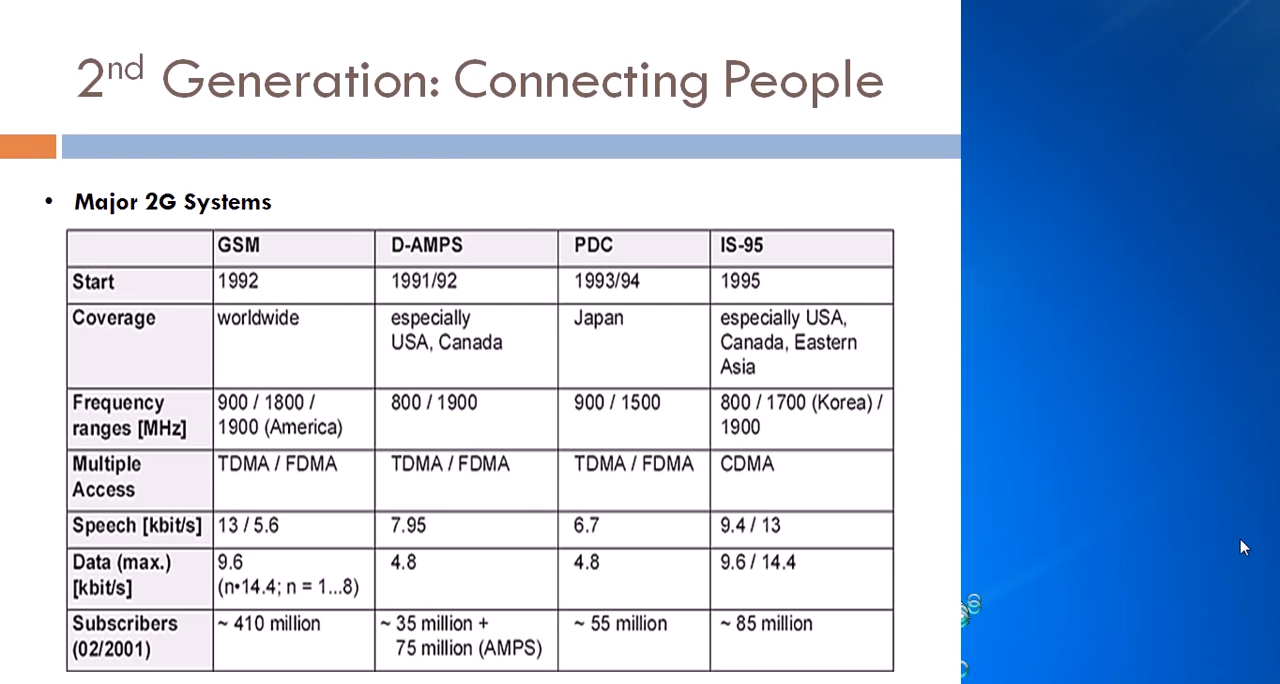 2nd Generation: Connecting People
• Major 2G Systems
GSM D-AMPS PDC IS-95
Start 1992 1991/92 1993/94 1995
Coverage worldwide especially Japan especially USA,
USA, Canada Canada, Eastern
Asia
Frequency 900 / 1800 / 800 / 1900 900 / 1500 800 / 1700 (Korea) /
ranges [MHz] 1900 (America) 1900
Multiple TDMA / FDMA TDMA / FDMA TDMA / FDMA CDMA
Access
Speech [kbit/s] 13 / 5.6 7.95 6.7 9.4 / 13
Data (max.) 9.6 4.8 4.8 9.6 / 14.4
[kbit/s] (n•14.4; n = 1...8)
Subscribers ~ 410 million ~ 35 million + ~ 55 million ~ 85 million
(02/2001) 75 million (AMPS)